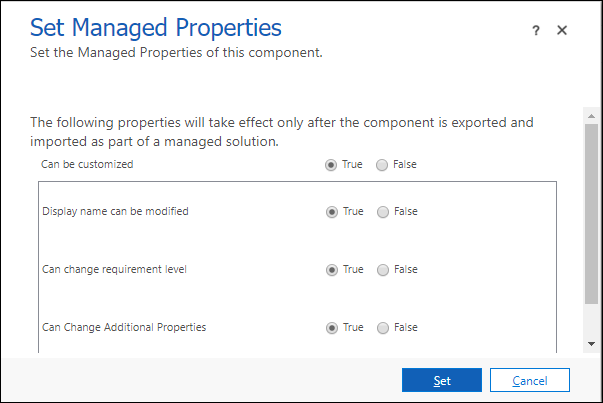 Set Managed Properties
? ×
Set the Managed Properties of this component.
The following properties will take effect only after the component is exported and
imported as part of a managed solution.
Can be customized True False
Display name can be modified True False
Can change requirement level True False
Can Change Additional Properties True False
Set Cancel